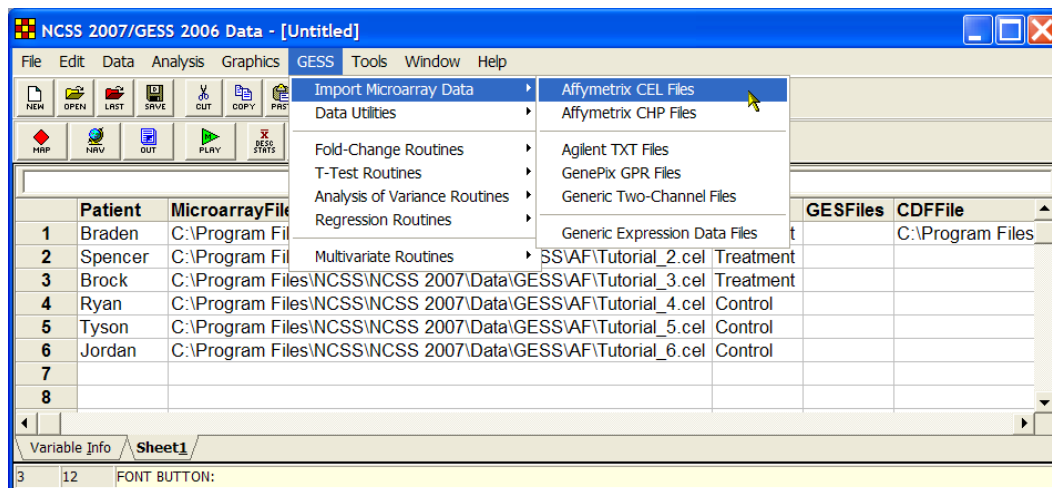 NCSS 2007/GESS 2006 Data - [Untitled]
File Edit Data Analysis Graphics GESS Tools Window Help
NEW OPEN LAST SAVE CUT COPY PAST
MAP NAV OUT PLAY DESC STATS
Import Microarray Data
Data Utilities
Fold-Change Routines
T-Test Routines
Analysis of Variance Routines
Regression Routines
Multivariate Routines
Affymetrix CEL Files
Affymetrix CHP Files
Agilent TXT Files
GenePix GPR Files
Generic Two-Channel Files
Generic Expression Data Files
Patient MicroarrayFile GESFiles CDFFile
1 Braden C:\Program Fil t C:\Program Files
2 Spencer C:\Program Fil ESS\AF\Tutorial_2.cel Treatment
3 Brock C:\Program Files\NCSS\NCSS 2007\Data\GESS\AF\Tutorial_3.cel Treatment
4 Ryan C:\Program Files\NCSS\NCSS 2007\Data\GESS\AF\Tutorial_4.cel Control
5 Tyson C:\Program Files\NCSS\NCSS 2007\Data\GESS\AF\Tutorial_5.cel Control
6 Jordan C:\Program Files\NCSS\NCSS 2007\Data\GESS\AF\Tutorial_6.cel Control
7
8
Variable Info Sheet1
3 12 FONT BUTTON: